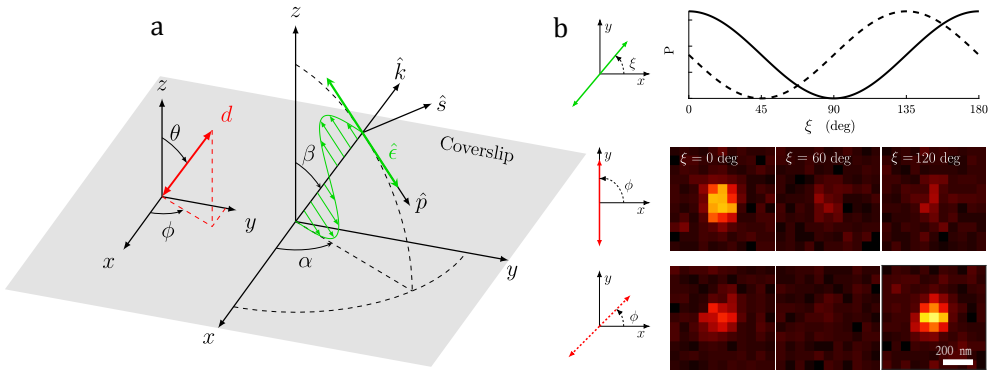 a
z
θ
d
ϕ
y
x
z
k̂
ŝ
β
ε̂
Coverslip
p̂
α
y
x
b
y
ξ
x
P
0
45
90
135
180
ξ (deg)
y
ϕ
x
ξ = 0 deg
ξ = 60 deg
ξ = 120 deg
y
ϕ
x
200 nm